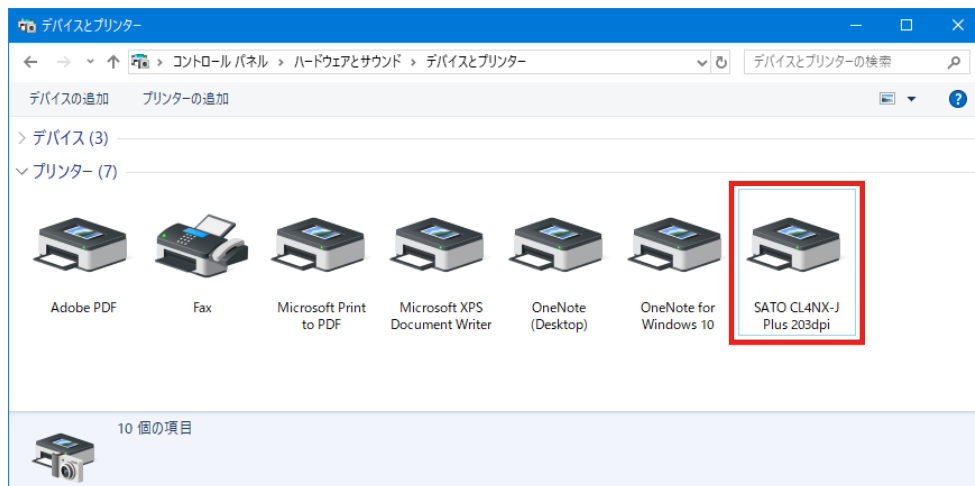 デバイスとプリンター
コントロール パネル › ハードウェアとサウンド › デバイスとプリンター
デバイスとプリンターの検索
デバイスの追加 プリンターの追加
デバイス (3)
プリンター (7)
Adobe PDF
Fax
Microsoft Print
to PDF
Microsoft XPS
Document Writer
OneNote
(Desktop)
OneNote for
Windows 10
SATO CL4NX-J
Plus 203dpi
10 個の項目